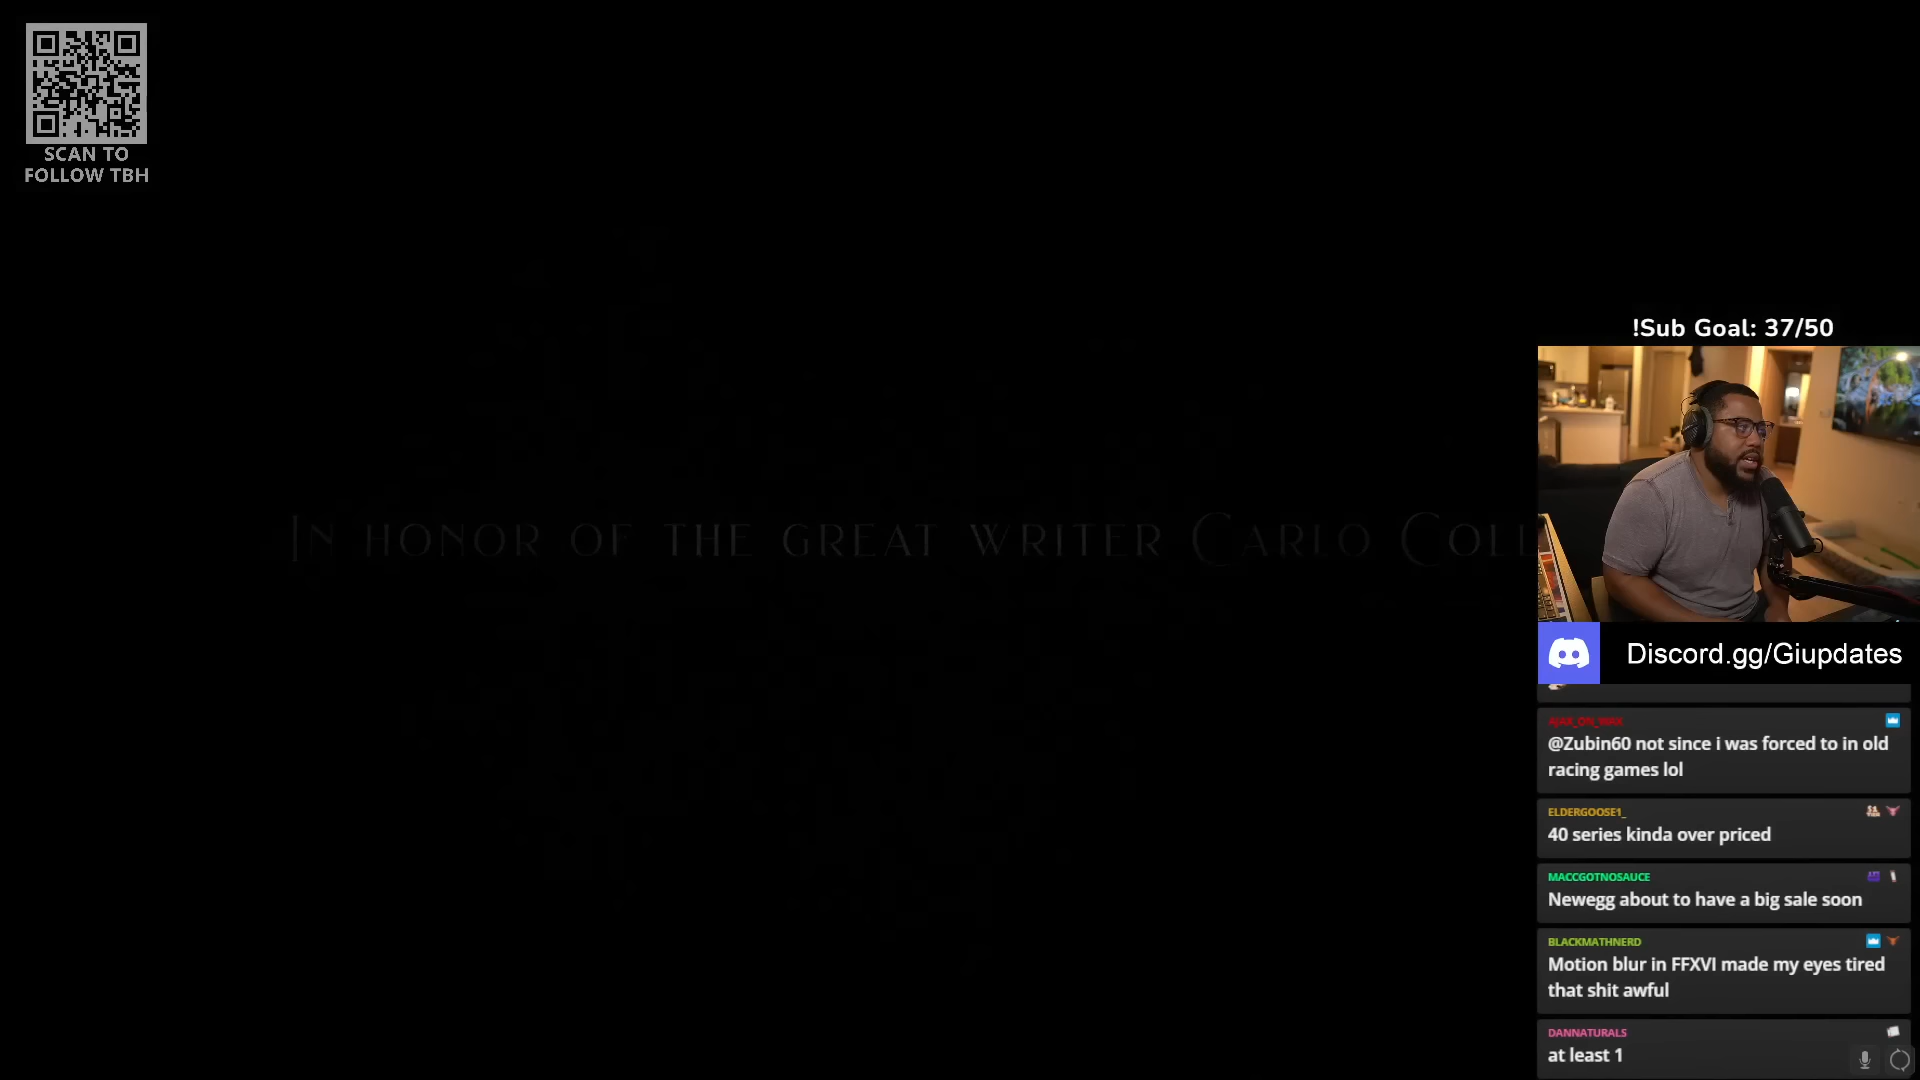 SCAN TO
FOLLOW TBH
In honor of the great writer Carlo Coll
!Sub Goal: 37/50
Discord.gg/Giupdates
AJAX_ON_WAX
@Zubin60 not since i was forced to in old
racing games lol
ELDERGOOSE1_
40 series kinda over priced
MACCGOTNOSAUCE
Newegg about to have a big sale soon
BLACKMATHNERD
Motion blur in FFXVI made my eyes tired
that shit awful
DANNATURALS
at least 1